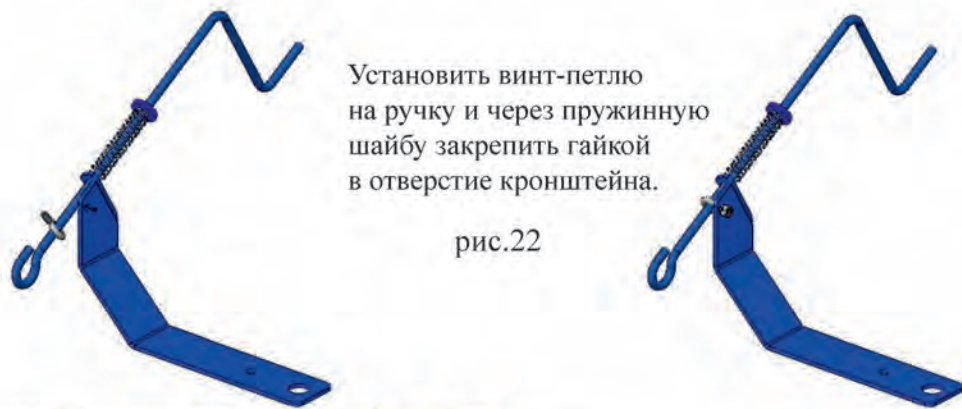 Установить винт-петлю
на ручку и через пружинную
шайбу закрепить гайкой
в отверстие кронштейна.
рис.22